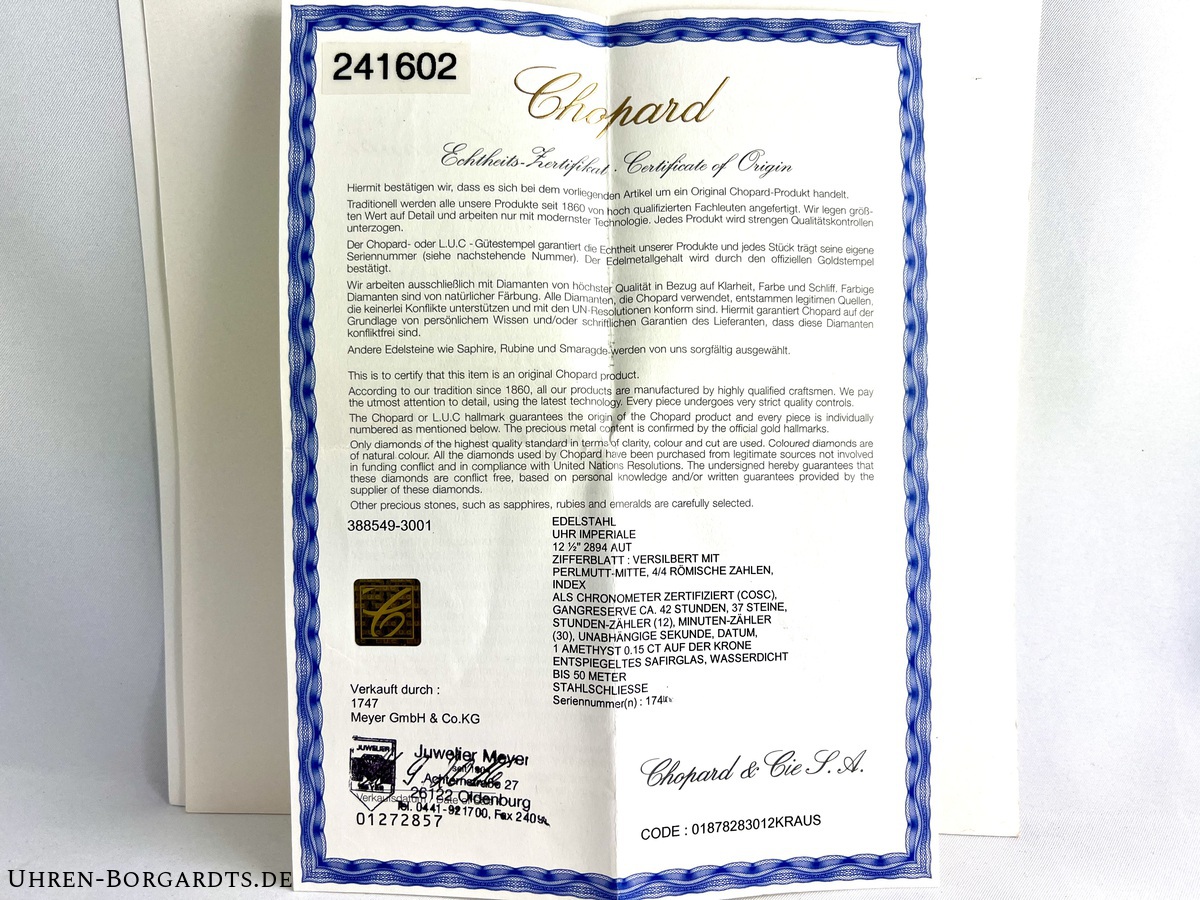 241602
Chopard
Echtheits-Zertifikat . Certificate of Origin
Hiermit bestätigen wir, dass es sich bei dem vorliegenden Artikel um ein Original Chopard-Produkt handelt.
Traditionell werden alle unsere Produkte seit 1860 von hoch qualifizierten Fachleuten angefertigt. Wir legen größ-
ten Wert auf Detail und arbeiten nur mit modernster Technologie. Jedes Produkt wird strengen Qualitätskontrollen
unterzogen.
Der Chopard- oder L.U.C - Gütestempel garantiert die Echtheit unserer Produkte und jedes Stück trägt seine eigene
Seriennummer (siehe nachstehende Nummer). Der Edelmetallgehalt wird durch den offiziellen Goldstempel
bestätigt.
Wir arbeiten ausschließlich mit Diamanten von höchster Qualität in Bezug auf Klarheit, Farbe und Schliff. Farbige
Diamanten sind von natürlicher Färbung. Alle Diamanten, die Chopard verwendet, entstammen legitimen Quellen,
die keinerlei Konflikte unterstützen und mit den UN-Resolutionen konform sind. Hiermit garantiert Chopard auf der
Grundlage von persönlichem Wissen und/oder schriftlichen Garantien des Lieferanten, dass diese Diamanten
konfliktfrei sind.
Andere Edelsteine wie Saphire, Rubine und Smaragde werden von uns sorgfältig ausgewählt.
This is to certify that this item is an original Chopard product.
According to our tradition since 1860, all our products are manufactured by highly qualified craftsmen. We pay
the utmost attention to detail, using the latest technology. Every piece undergoes very strict quality controls.
The Chopard or L.U.C hallmark guarantees the origin of the Chopard product and every piece is individually
numbered as mentioned below. The precious metal content is confirmed by the official gold hallmarks.
Only diamonds of the highest quality standard in terms of clarity, colour and cut are used. Coloured diamonds are
of natural colour. All the diamonds used by Chopard have been purchased from legitimate sources not involved
in funding conflict and in compliance with United Nations Resolutions. The undersigned hereby guarantees that
these diamonds are conflict free, based on personal knowledge and/or written guarantees provided by the
supplier of these diamonds.
Other precious stones, such as sapphires, rubies and emeralds are carefully selected.
388549-3001
EDELSTAHL
UHR IMPERIALE
12 ½" 2894 AUT
ZIFFERBLATT : VERSILBERT MIT
PERLMUTT-MITTE, 4/4 RÖMISCHE ZAHLEN,
INDEX
ALS CHRONOMETER ZERTIFIZIERT (COSC),
GANGRESERVE CA. 42 STUNDEN, 37 STEINE,
STUNDEN-ZÄHLER (12), MINUTEN-ZÄHLER
(30), UNABHÄNGIGE SEKUNDE, DATUM,
1 AMETHYST 0.15 CT AUF DER KRONE
ENTSPIEGELTES SAFIRGLAS, WASSERDICHT
BIS 50 METER
STAHLSCHLIESSE
Seriennummer(n) : 174
Verkauft durch :
1747
Meyer GmbH & Co.KG
JUWELIER
Juwelier Meyer
Achternstraße 27
26122 Oldenburg
Tel. 0441-921700, Fax 240
Verkaufsdatum / Date
01272857
Chopard & Cie S.A.
CODE : 01878283012KRAUS
UHREN-BORGARDTS.DE